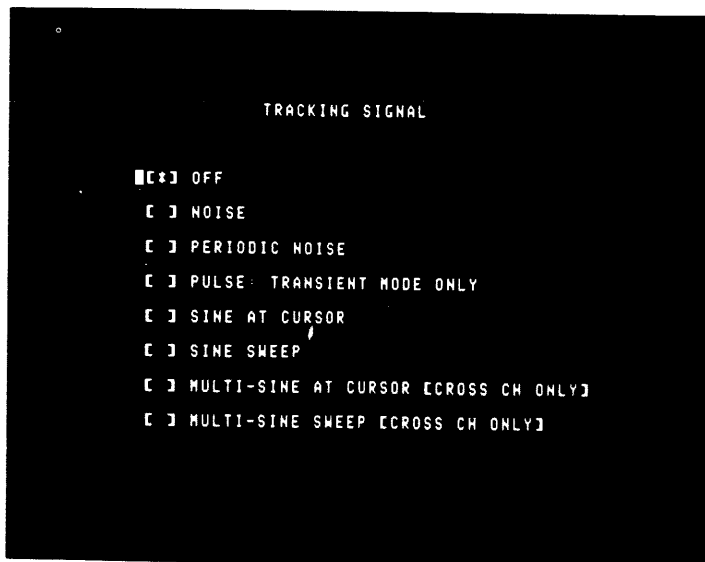 TRACKING SIGNAL
[*] OFF
[ ] NOISE
[ ] PERIODIC NOISE
[ ] PULSE: TRANSIENT MODE ONLY
[ ] SINE AT CURSOR
[ ] SINE SWEEP
[ ] MULTI-SINE AT CURSOR [CROSS CH ONLY]
[ ] MULTI-SINE SWEEP [CROSS CH ONLY]